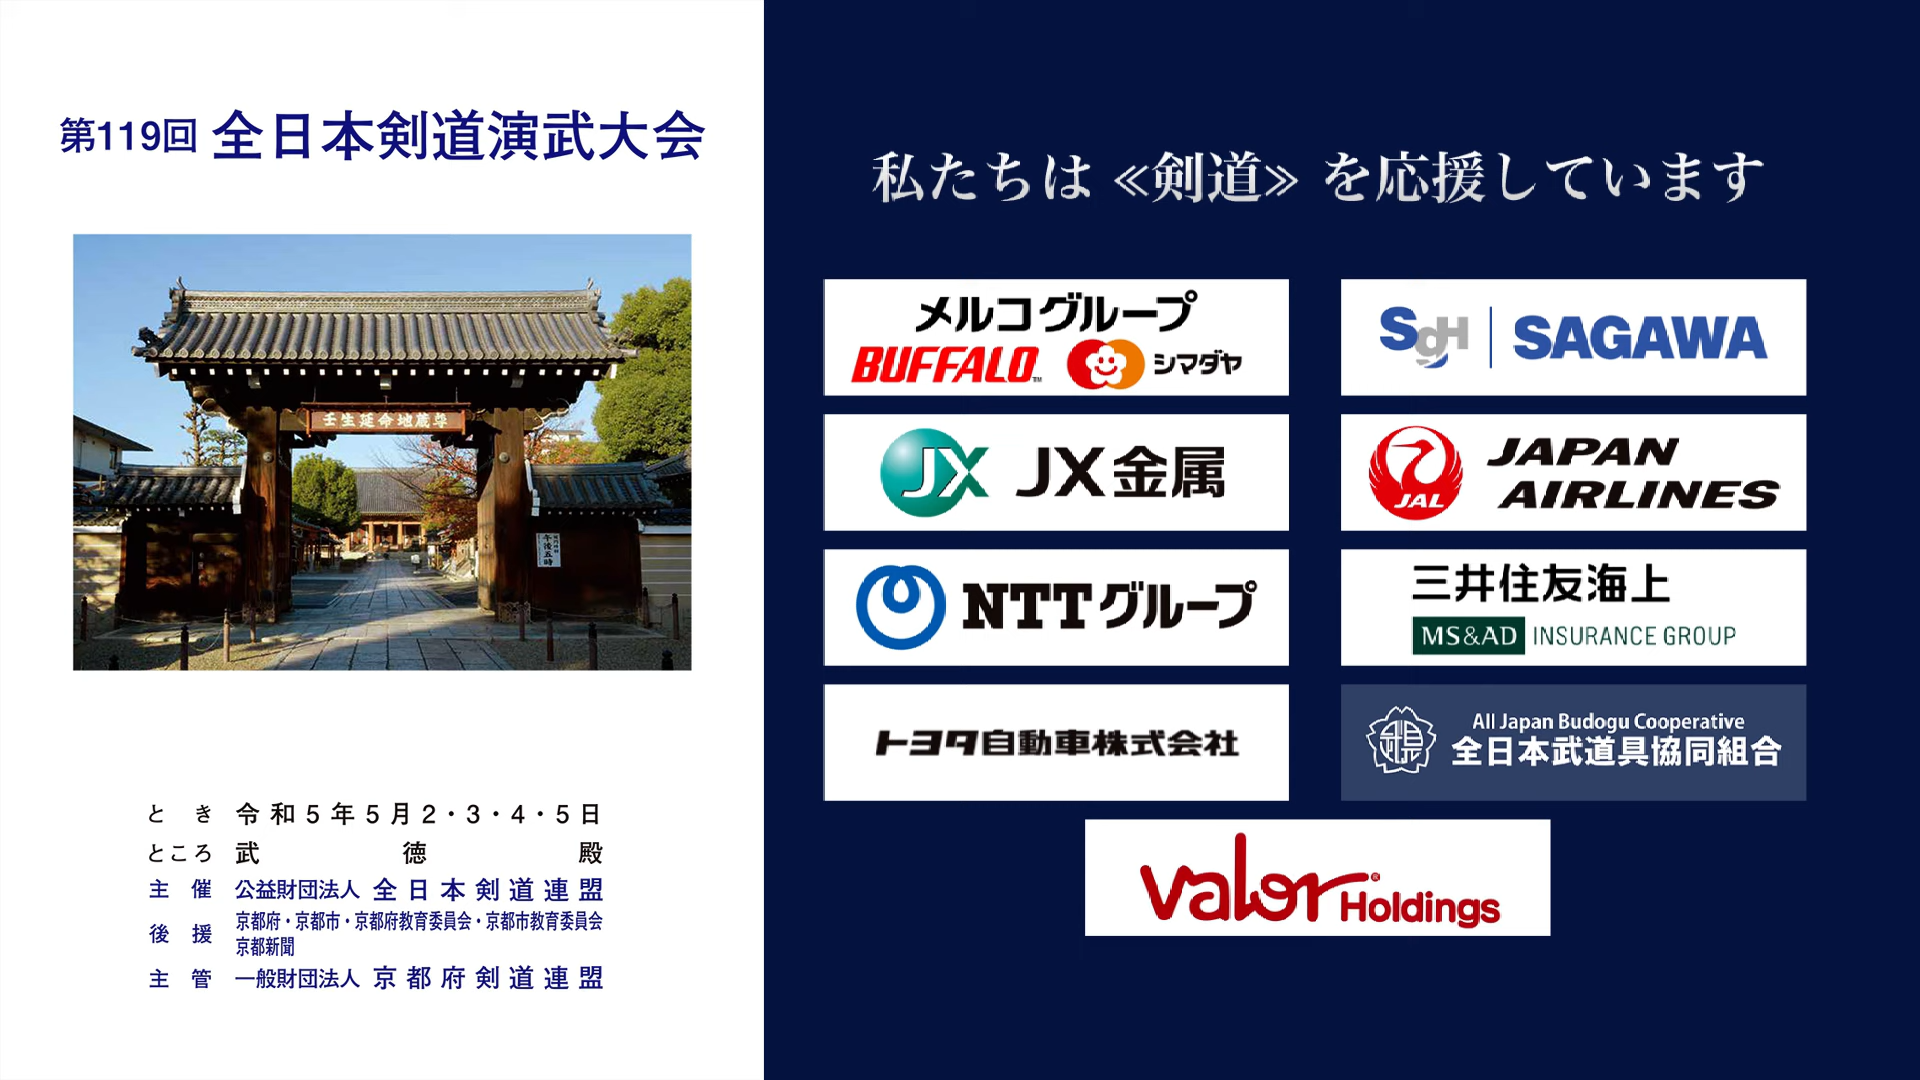 第119回 全日本剣道演武大会
壬生延命地蔵尊
午後五時
とき 令和5年5月2・3・4・5日
ところ 武徳殿
主催 公益財団法人 全日本剣道連盟
後援 京都府・京都市・京都府教育委員会・京都市教育委員会
京都新聞
主管 一般財団法人 京都府剣道連盟
私たちは ≪剣道≫ を応援しています
メルコグループ
BUFFALO™ シマダヤ
SgH SAGAWA
JX JX金属
JAL JAPAN AIRLINES
NTTグループ
三井住友海上
MS&AD INSURANCE GROUP
トヨタ自動車株式会社
All Japan Budogu Cooperative
全日本武道具協同組合
valor® Holdings